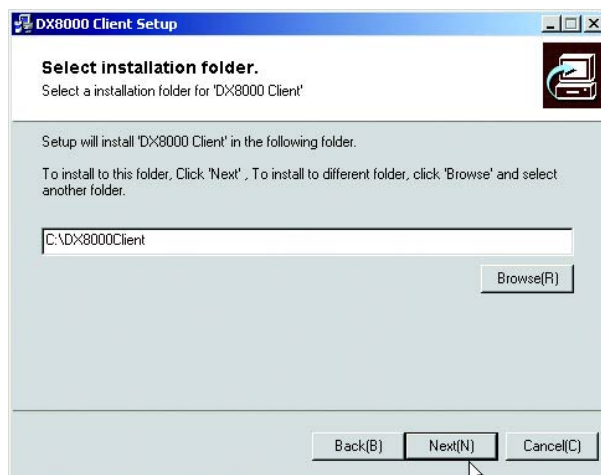 DX8000 Client Setup
Select installation folder.
Select a installation folder for 'DX8000 Client'
Setup will install 'DX8000 Client' in the following folder.
To install to this folder, Click 'Next' , To install to different folder, click 'Browse' and select
another folder.
C:\DX8000Client
Browse(R)
Back(B) Next(N) Cancel(C)